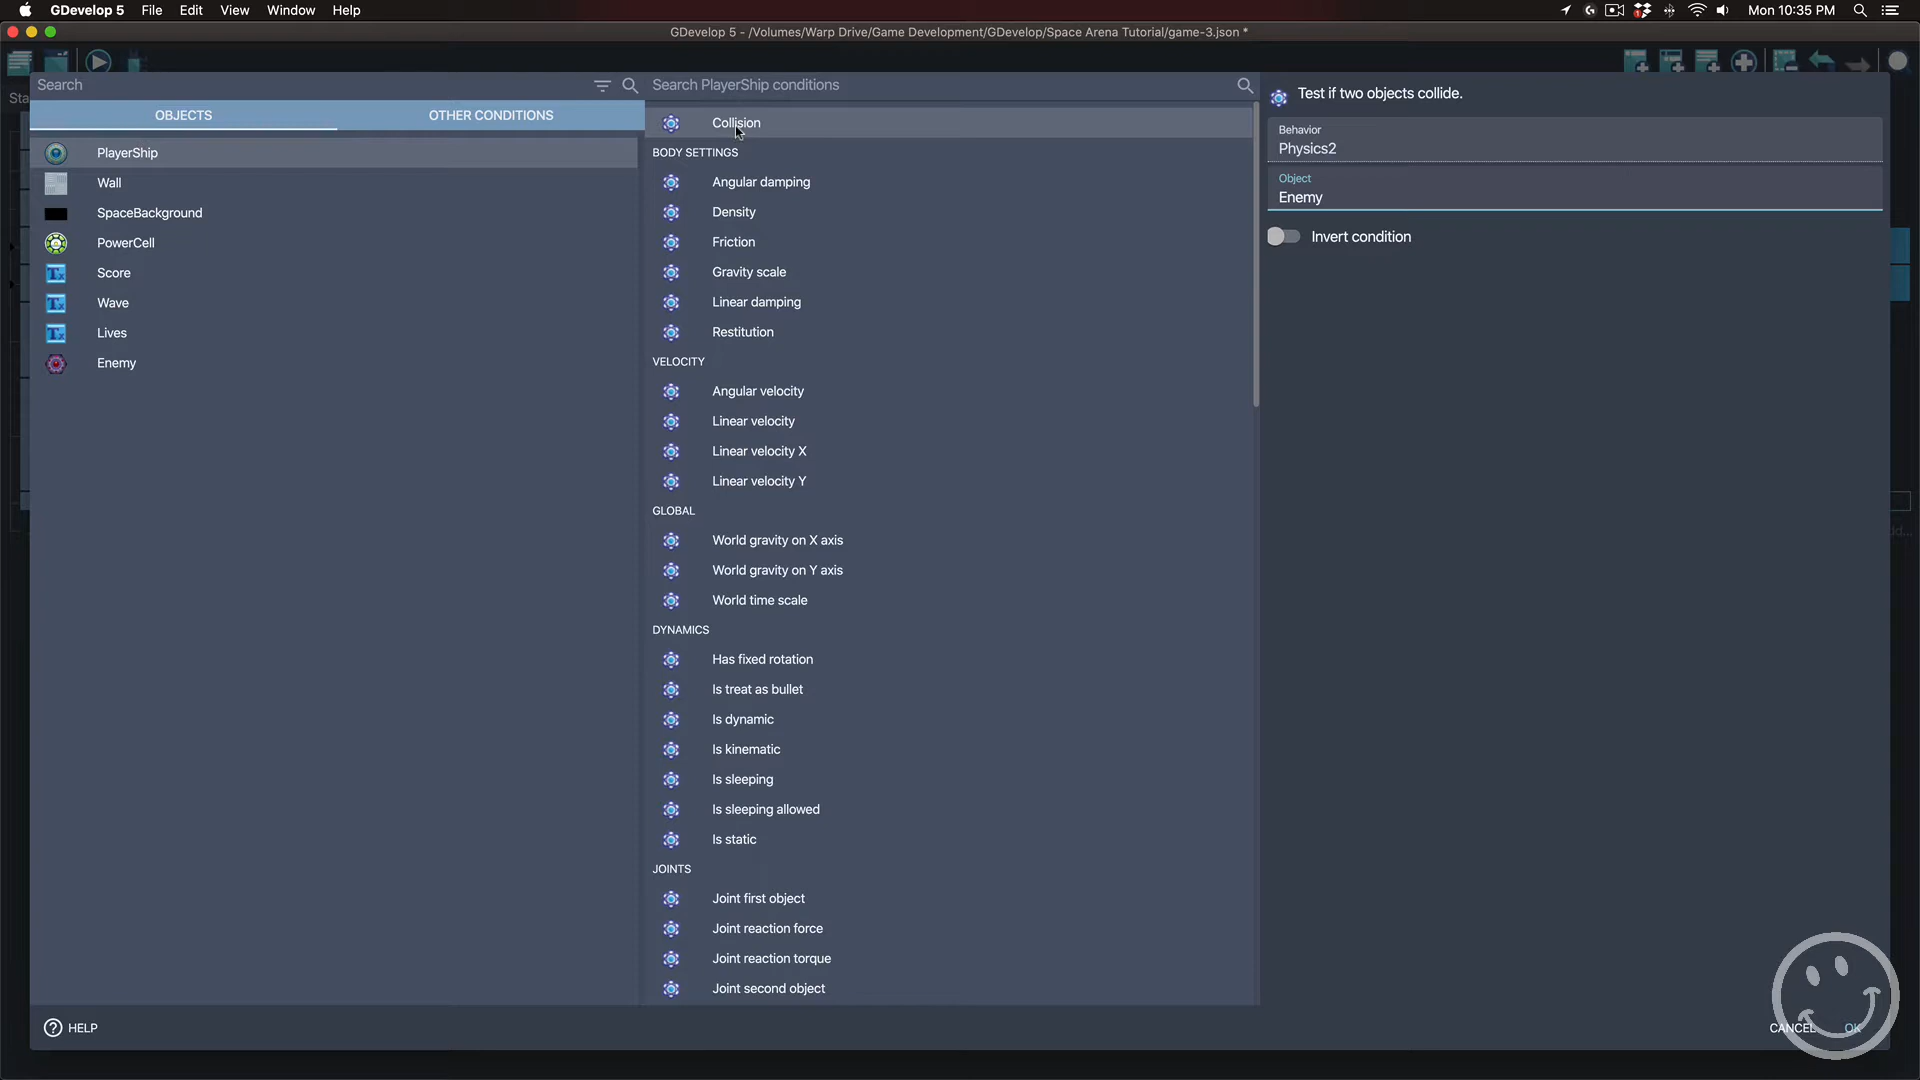 GDevelop 5 File Edit View Window Help
Mon 10:35 PM
GDevelop 5 - /Volumes/Warp Drive/Game Development/GDevelop/Space Arena Tutorial/game-3.json *
Search
Search PlayerShip conditions
OBJECTS
OTHER CONDITIONS
PlayerShip
Wall
SpaceBackground
PowerCell
Score
Wave
Lives
Enemy
Collision
BODY SETTINGS
Angular damping
Density
Friction
Gravity scale
Linear damping
Restitution
VELOCITY
Angular velocity
Linear velocity
Linear velocity X
Linear velocity Y
GLOBAL
World gravity on X axis
World gravity on Y axis
World time scale
DYNAMICS
Has fixed rotation
Is treat as bullet
Is dynamic
Is kinematic
Is sleeping
Is sleeping allowed
Is static
JOINTS
Joint first object
Joint reaction force
Joint reaction torque
Joint second object
Test if two objects collide.
Behavior
Physics2
Object
Enemy
Invert condition
HELP
CANCEL
OK